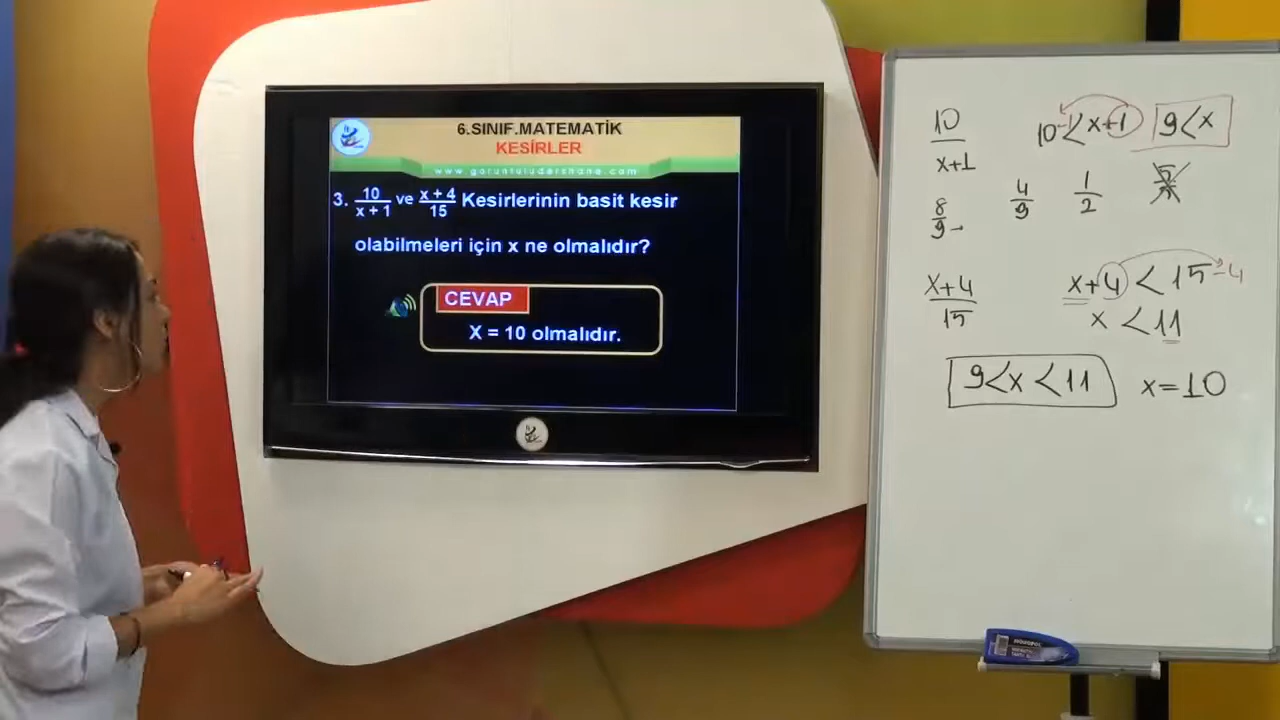 6.SINIF.MATEMATİK
KESİRLER
www.goruntuludershane.com
3. 10/x + 1 ve x + 4/15 Kesirlerinin basit kesir
olabilmeleri için x ne olmalıdır?
CEVAP
X = 10 olmalıdır.
10/x+1
10-1 < x+1
9<x
8/9
4/9
1/2
x+4/15
x+4 < 15-4
x < 11
9<x<11
x=10